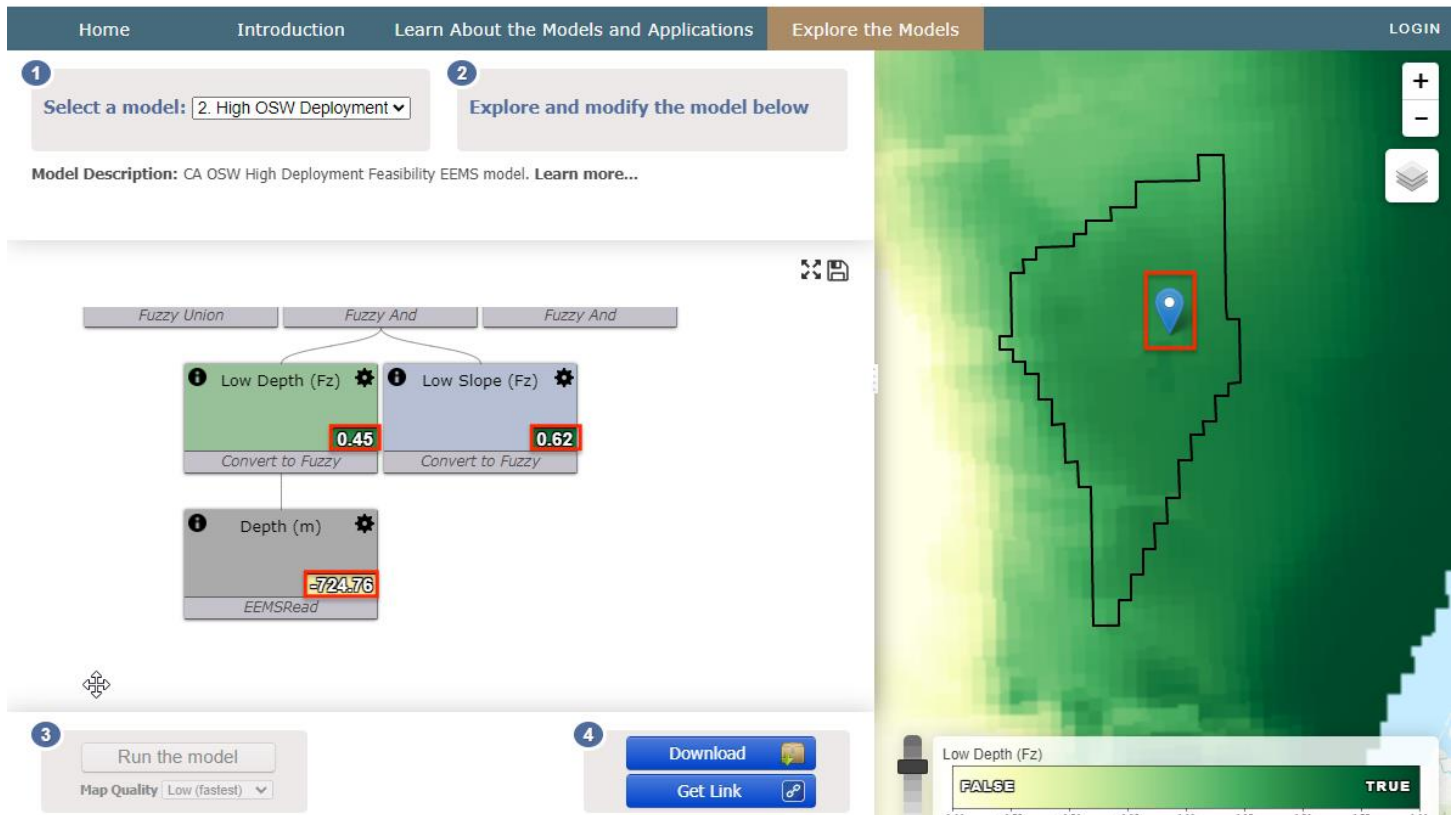 Home Introduction Learn About the Models and Applications Explore the Models LOGIN
1
Select a model: 2. High OSW Deployment
2
Explore and modify the model below
Model Description: CA OSW High Deployment Feasibility EEMS model. Learn more...
+
−
Fuzzy Union Fuzzy And Fuzzy And
Low Depth (Fz)
0.45
Convert to Fuzzy
Low Slope (Fz)
0.62
Convert to Fuzzy
Depth (m)
-724.76
EEMSRead
3
Run the model
Map Quality Low (fastest)
4
Download
Get Link
Low Depth (Fz)
FALSE TRUE